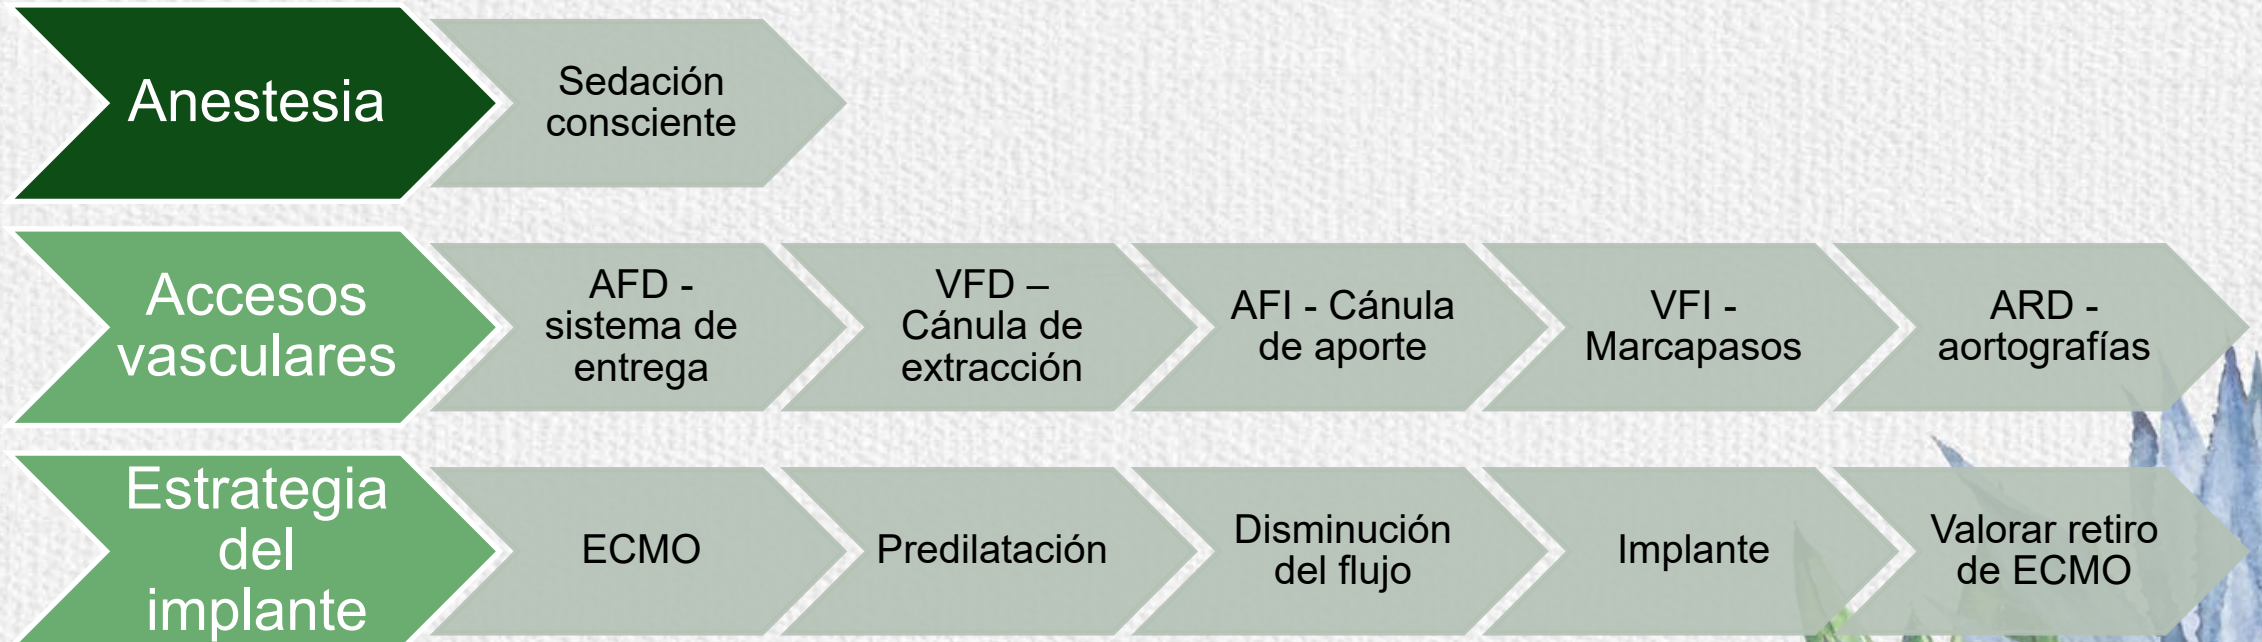 Anestesia
Sedación
consciente
Accesos
vasculares
AFD -
sistema de
entrega
VFD –
Cánula de
extracción
AFI - Cánula
de aporte
VFI -
Marcapasos
ARD -
aortografías
Estrategia
del
implante
ECMO
Predilatación
Disminución
del flujo
Implante
Valorar retiro
de ECMO